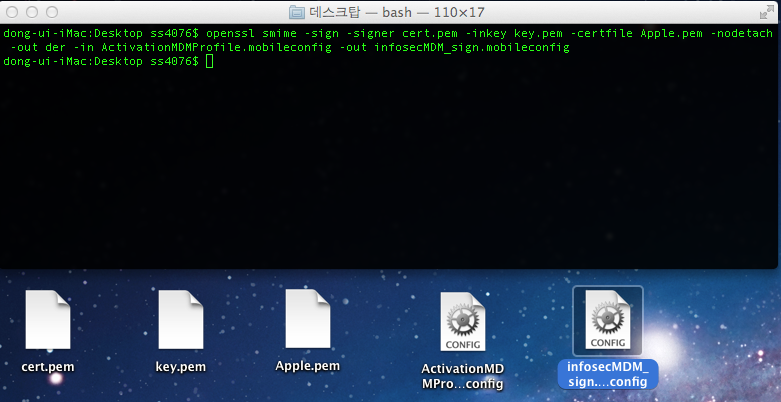 데스크탑 — bash — 110×17
dong-ui-iMac:Desktop ss4076$ openssl smime -sign -signer cert.pem -inkey key.pem -certfile Apple.pem -nodetach
-out der -in ActivationMDMProfile.mobileconfig -out infosecMDM_sign.mobileconfig
dong-ui-iMac:Desktop ss4076$
CONFIG
CONFIG
cert.pem
key.pem
Apple.pem
ActivationMD
MPro...config
infosecMDM_
sign....config